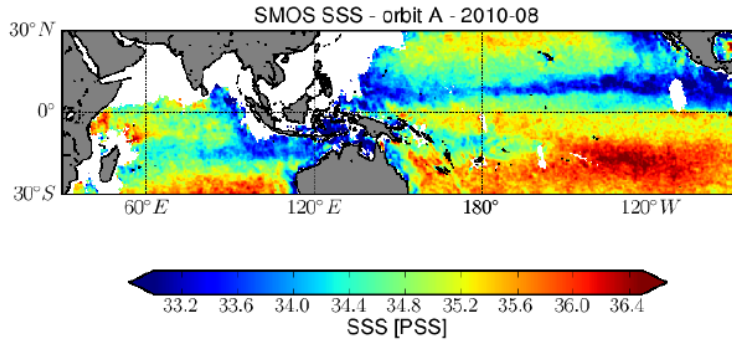 SMOS SSS - orbit A - 2010-08
30°N
0°
30°S
60°E 120°E 180° 120°W
33.2 33.6 34.0 34.4 34.8 35.2 35.6 36.0 36.4
SSS [PSS]